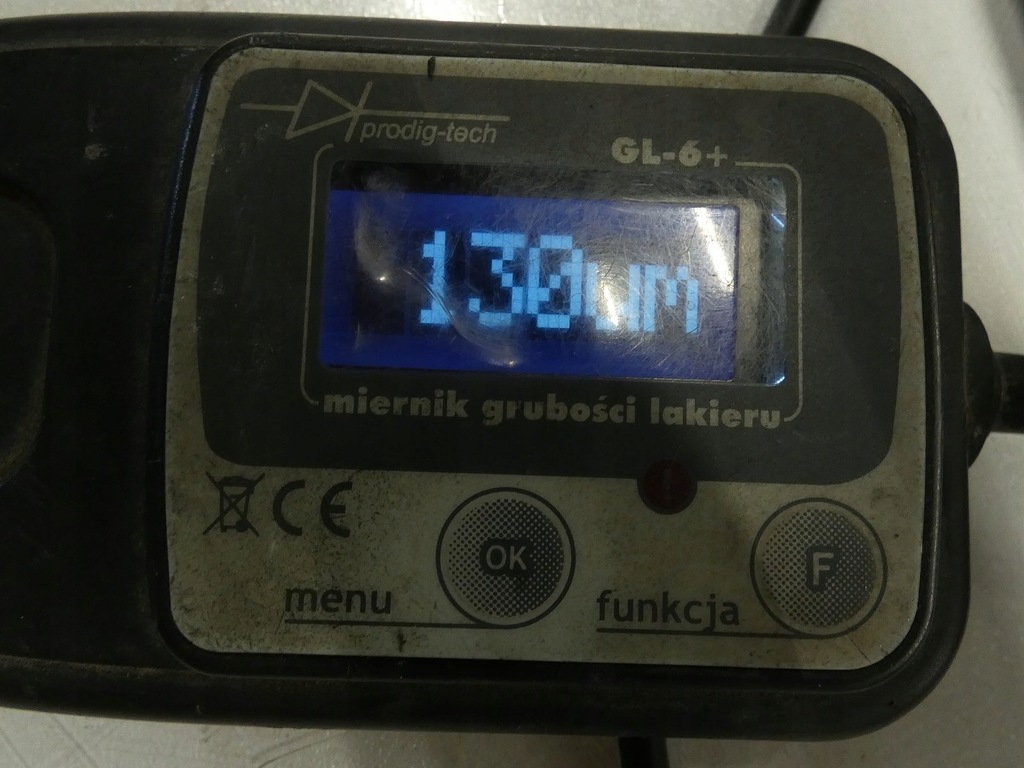 prodig-tech
GL-6+
130um
miernik grubości lakieru
CE
OK
F
menu
funkcja